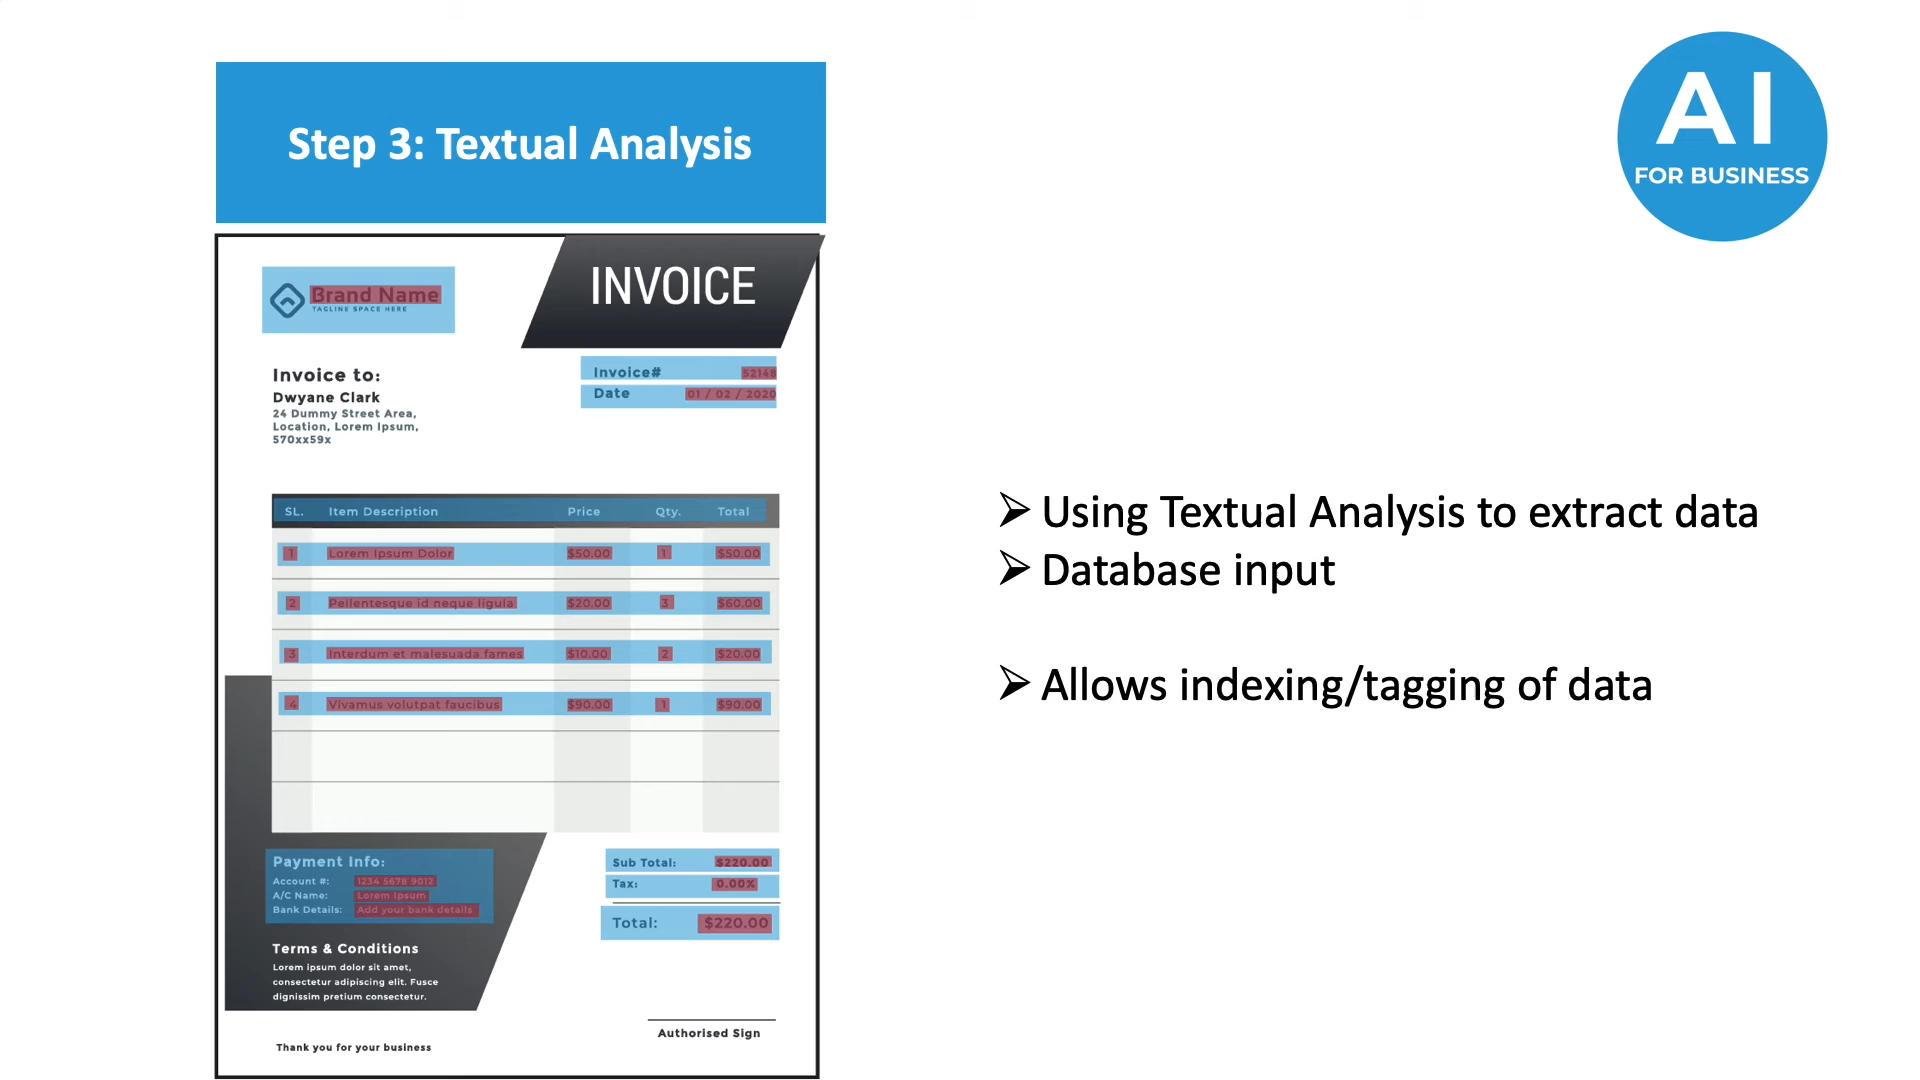 Step 3: Textual Analysis
AI
FOR BUSINESS
INVOICE
Brand Name
TAGLINE SPACE HERE
Invoice# 52148
Date 01 / 02 / 2020
Invoice to:
Dwyane Clark
24 Dummy Street Area,
Location, Lorem Ipsum,
570xx59x
SL. Item Description Price Qty. Total
1 Lorem Ipsum Dolor $50.00 1 $50.00
2 Pellentesque id neque ligula $20.00 3 $60.00
3 Interdum et malesuada fames $10.00 2 $20.00
4 Vivamus volutpat faucibus $90.00 1 $90.00
Payment Info:
Account #: 1234 5678 9012
A/C Name: Lorem Ipsum
Bank Details: Add your bank details
Sub Total: $220.00
Tax: 0.00%
Total: $220.00
Terms & Conditions
Lorem ipsum dolor sit amet,
consectetur adipiscing elit. Fusce
dignissim pretium consectetur.
Authorised Sign
Thank you for your business
Using Textual Analysis to extract data
Database input
Allows indexing/tagging of data